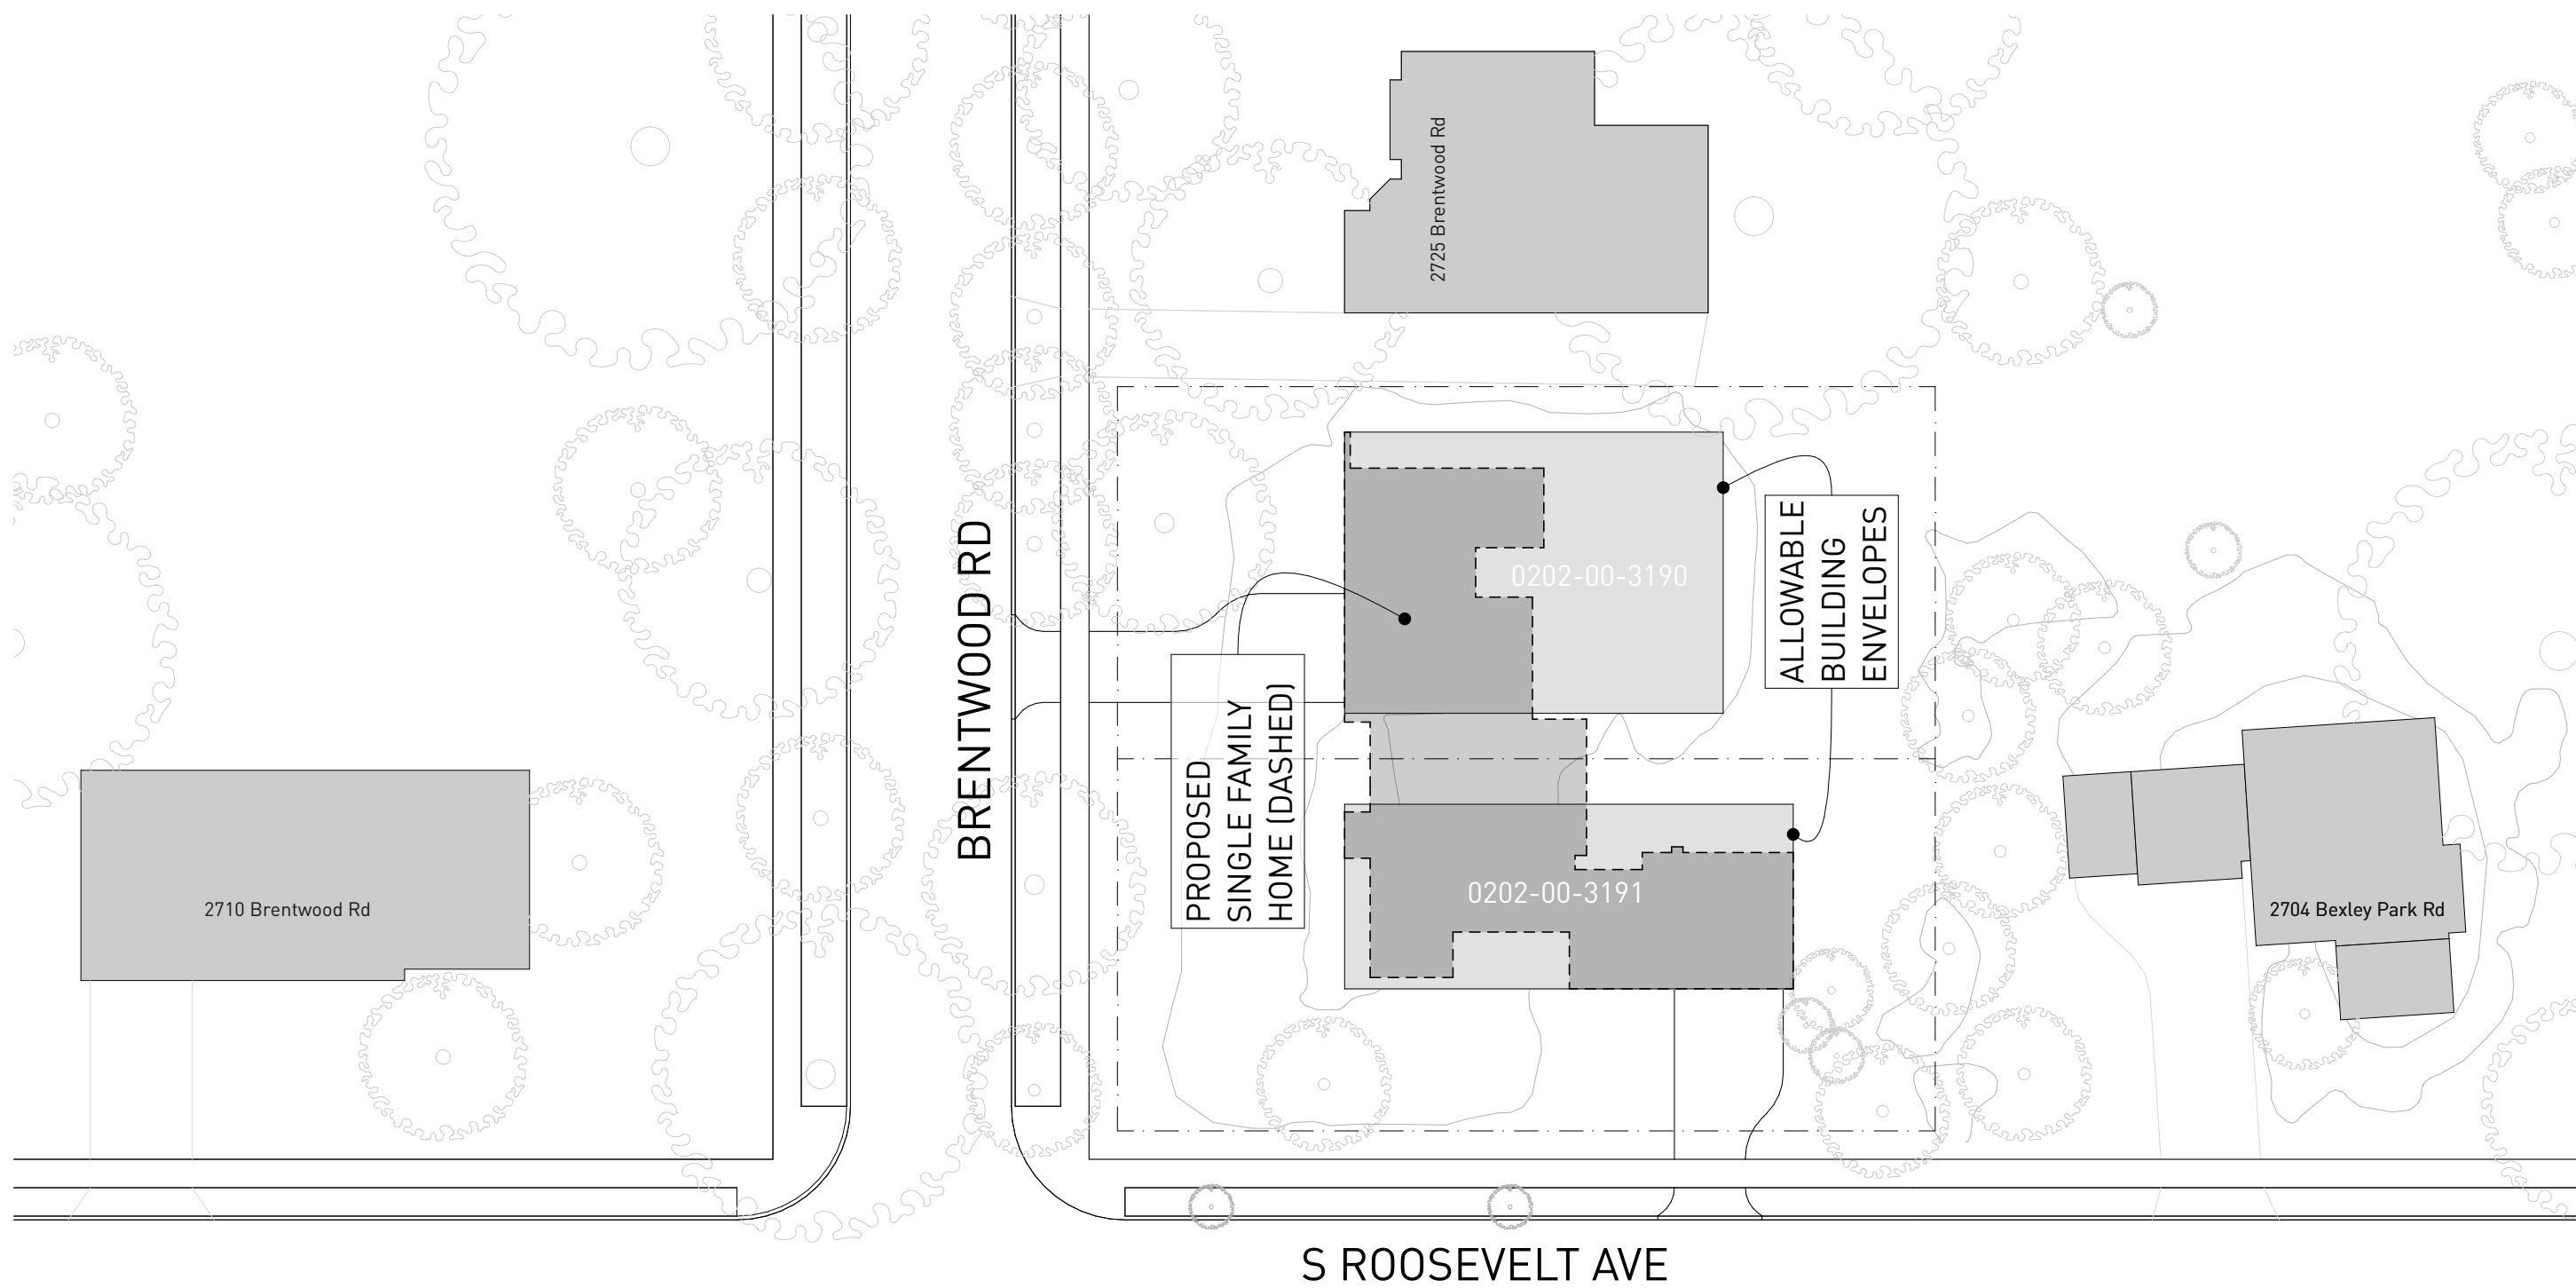 2725 Brentwood Rd
BRENTWOOD RD
0202-00-3190
ALLOWABLE
BUILDING
ENVELOPES
PROPOSED
SINGLE FAMILY
HOME (DASHED)
0202-00-3191
2710 Brentwood Rd
2704 Bexley Park Rd
S ROOSEVELT AVE